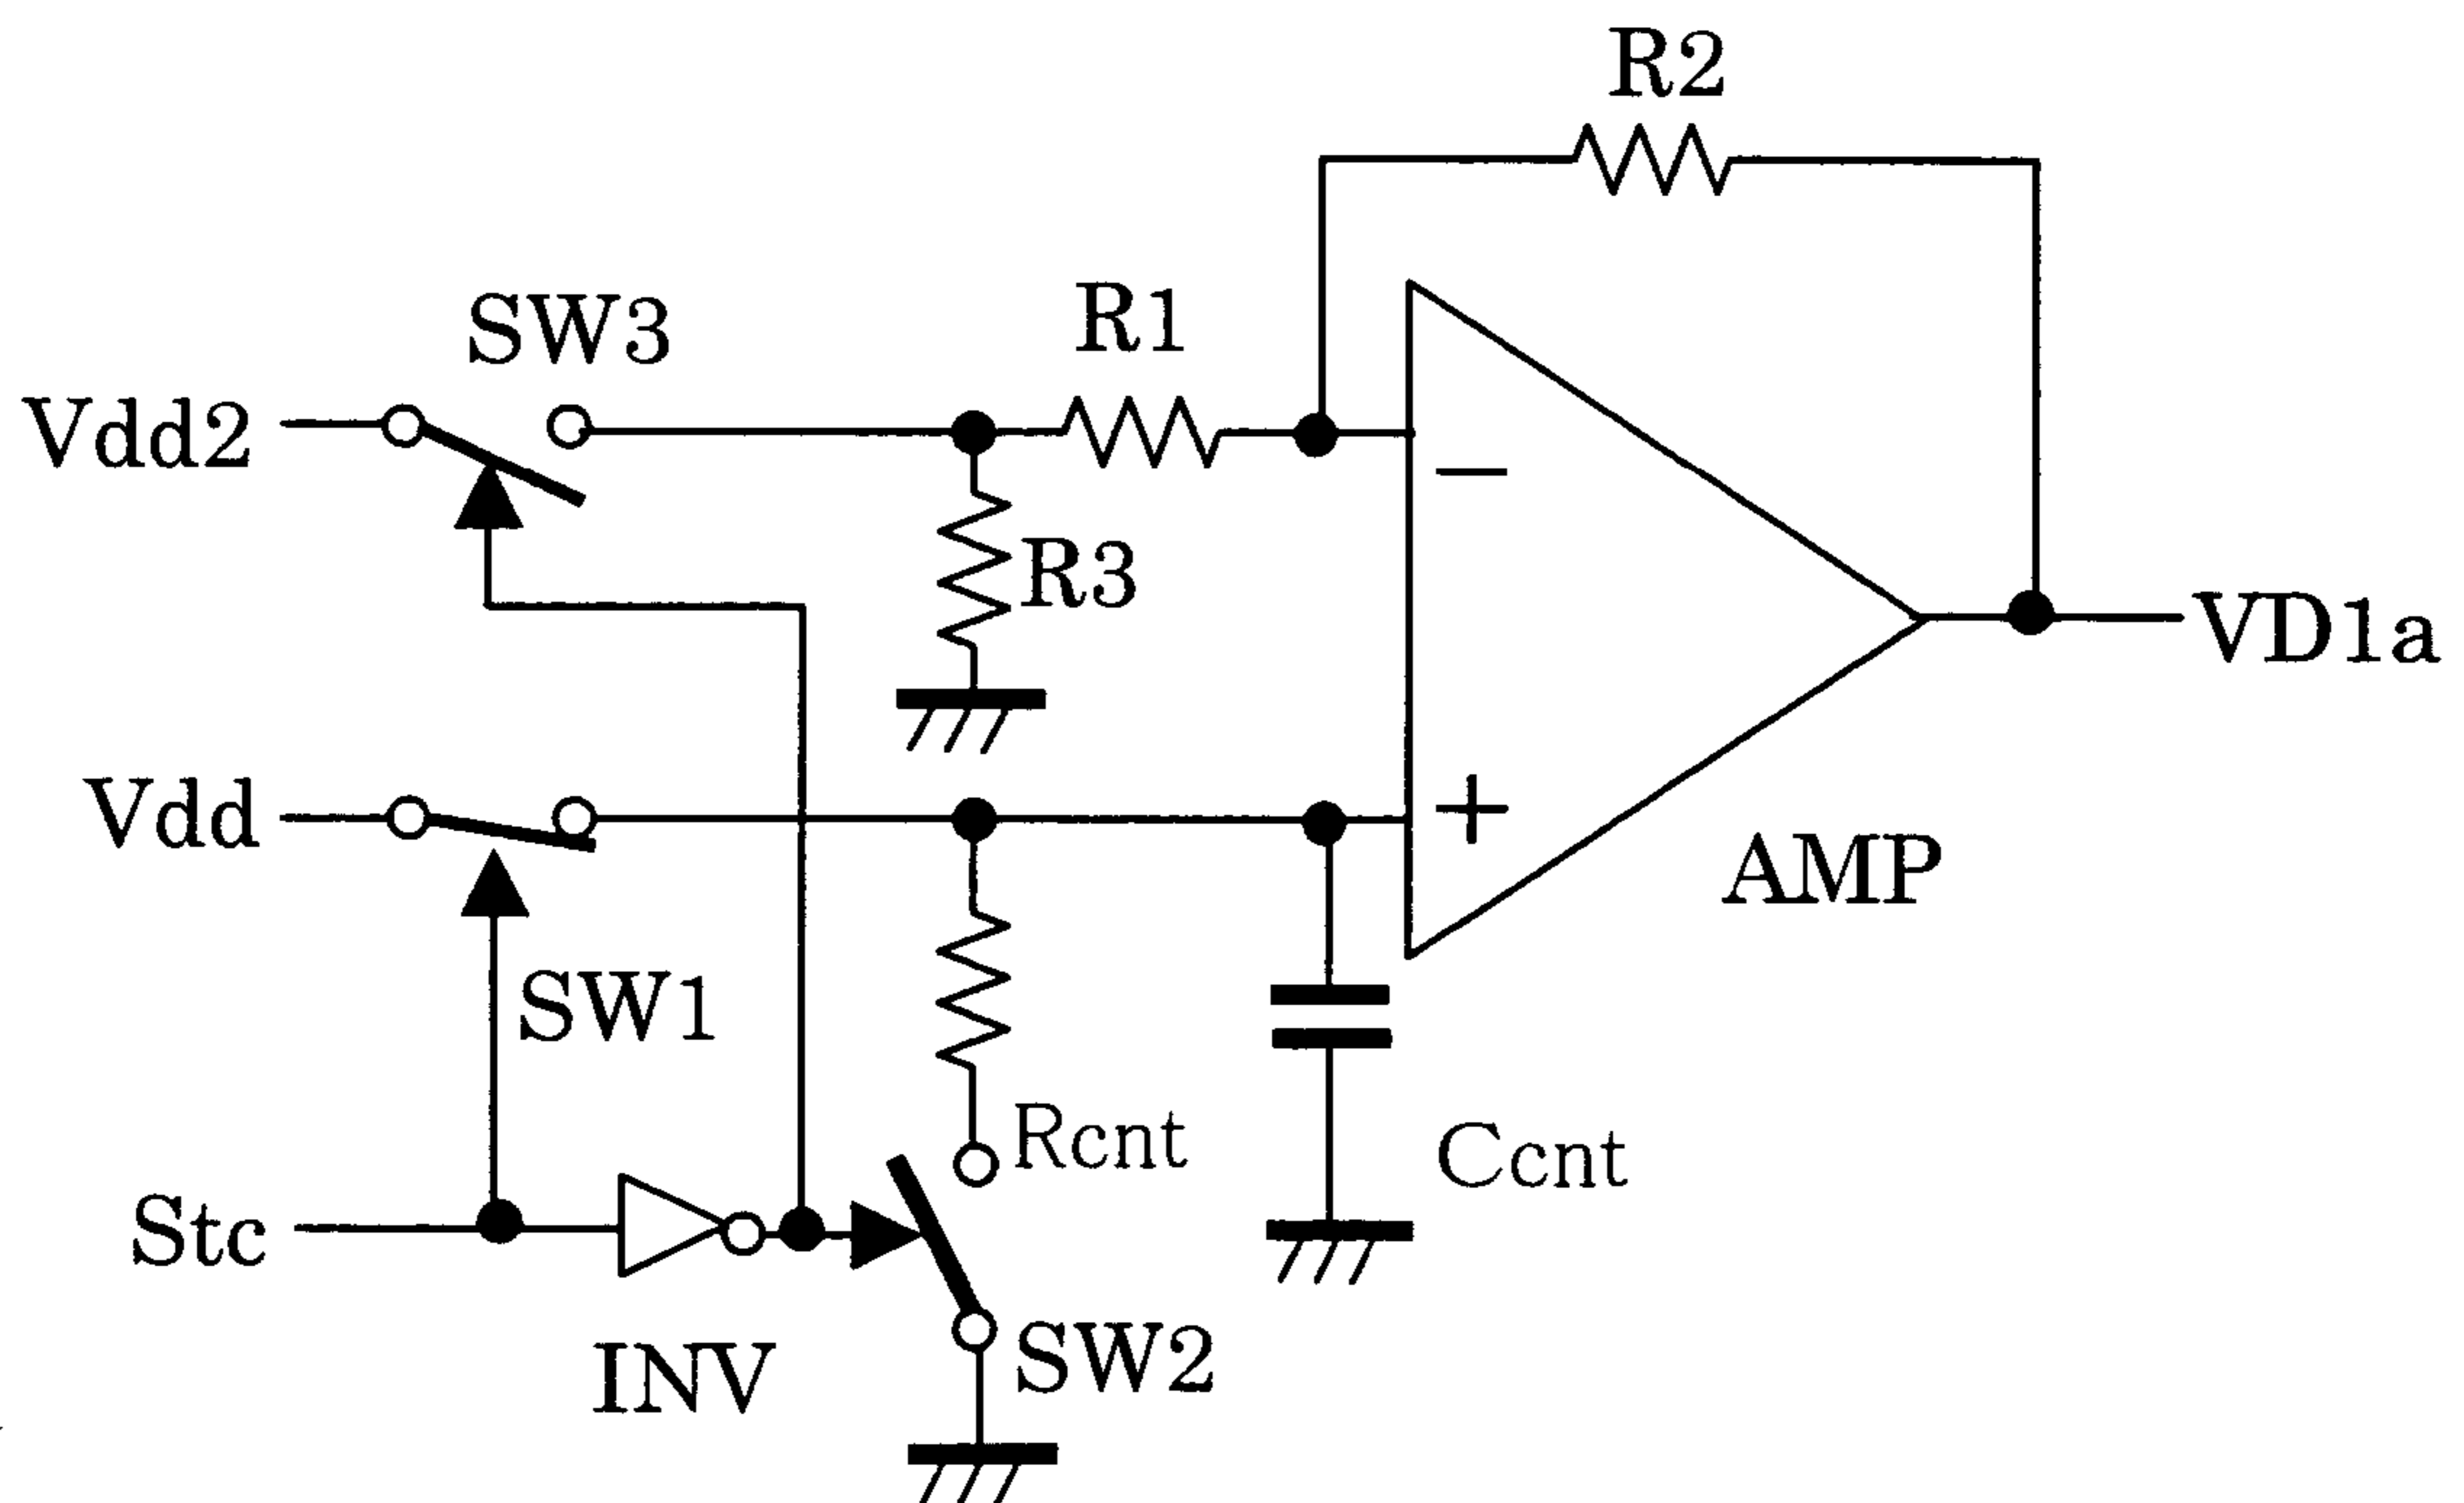 R2
SW3
R1
Vdd2
R3
VD1a
−
Vdd
+
AMP
SW1
Rcnt
Ccnt
Stc
INV
SW2